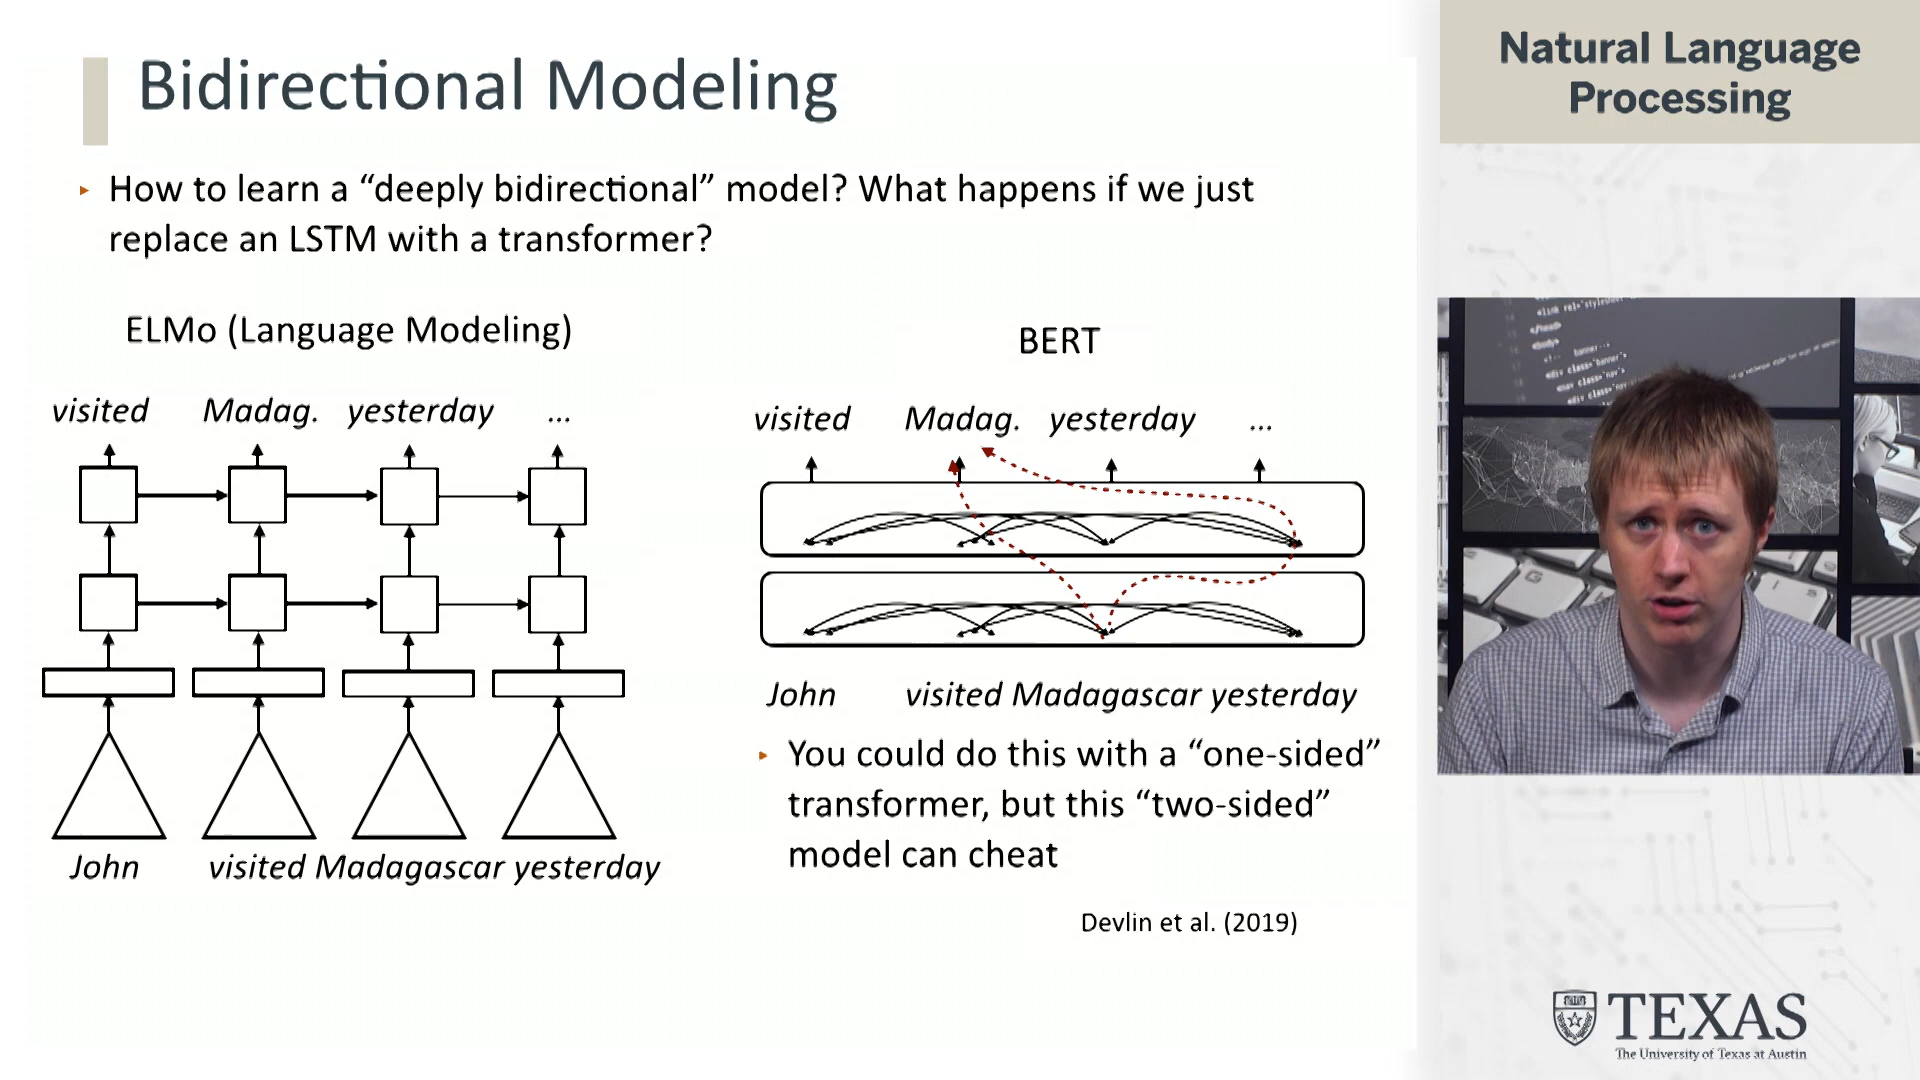 Bidirectional Modeling
Natural Language
Processing
▸ How to learn a “deeply bidirectional” model? What happens if we just
replace an LSTM with a transformer?
ELMo (Language Modeling)
visited Madag. yesterday ...
John visited Madagascar yesterday
BERT
visited Madag. yesterday ...
John visited Madagascar yesterday
▸ You could do this with a “one-sided”
transformer, but this “two-sided”
model can cheat
Devlin et al. (2019)
TEXAS
The University of Texas at Austin